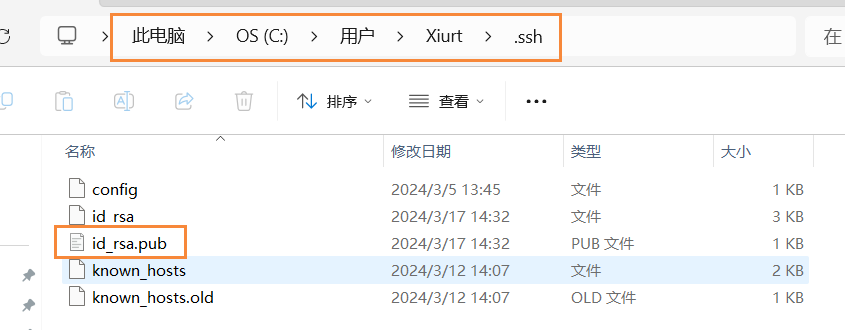 此电脑 > OS (C:) > 用户 > Xiurt > .ssh 在
排序 查看
名称 修改日期 类型 大小
config 2024/3/5 13:45 文件 1 KB
id_rsa 2024/3/17 14:32 文件 3 KB
id_rsa.pub 2024/3/17 14:32 PUB 文件 1 KB
known_hosts 2024/3/12 14:07 文件 2 KB
known_hosts.old 2024/3/12 14:07 OLD 文件 1 KB